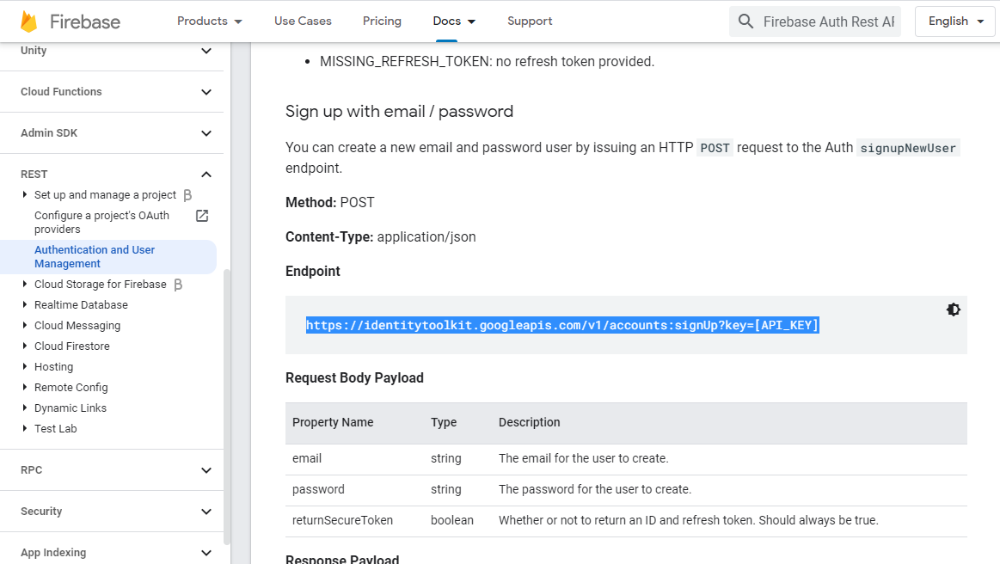 Firebase
Products
Use Cases
Pricing
Docs
Support
Firebase Auth Rest AP
English
Unity
Cloud Functions
Admin SDK
REST
Set up and manage a project β
Configure a project's OAuth
providers
Authentication and User
Management
Cloud Storage for Firebase β
Realtime Database
Cloud Messaging
Cloud Firestore
Hosting
Remote Config
Dynamic Links
Test Lab
RPC
Security
App Indexing
• MISSING_REFRESH_TOKEN: no refresh token provided.
Sign up with email / password
You can create a new email and password user by issuing an HTTP POST request to the Auth signupNewUser
endpoint.
Method: POST
Content-Type: application/json
Endpoint
https://identitytoolkit.googleapis.com/v1/accounts:signUp?key=[API_KEY]
Request Body Payload
Property Name Type Description
email string The email for the user to create.
password string The password for the user to create.
returnSecureToken boolean Whether or not to return an ID and refresh token. Should always be true.
Response Payload